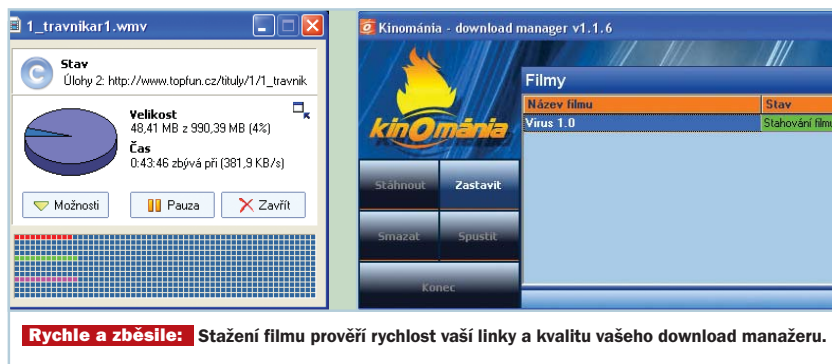 1_travnikar1.wmv
Stav
Úlohy 2: http://www.topfun.cz/tituly/1/1_travnik
Velikost
48,41 MB z 990,39 MB (4%)
Čas
0:43:46 zbývá při (381,9 KB/s)
Možnosti
Pauza
Zavřít
Kinománia - download manager v1.1.6
kinománia
Filmy
Název filmu Stav
Virus 1.0 Stahování filmu
Stáhnout Zastavit
Smazat Spustit
Konec
Rychle a zběsile: Stažení filmu prověří rychlost vaší linky a kvalitu vašeho download manažeru.